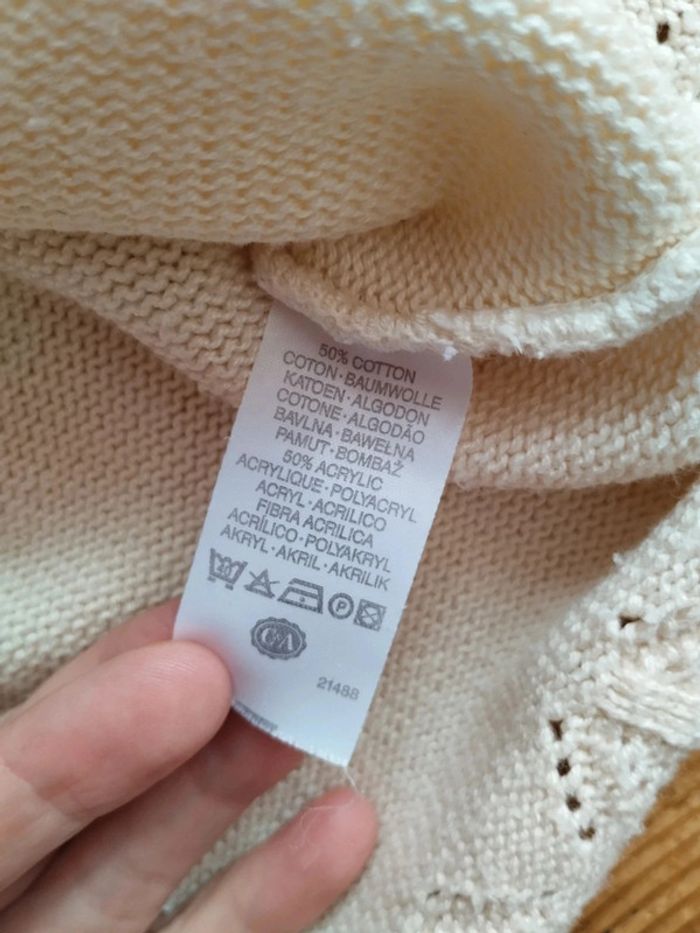 50% COTTON
COTON·BAUMWOLLE
KATOEN·ALGODON
COTONE·ALGODÃO
BAVLNA·BAWEŁNA
PAMUT·BOMBAŽ
50% ACRYLIC
ACRYLIQUE·POLYACRYL
ACRYL·ACRILICO
FIBRA ACRILICA
ACRÍLICO·POLYAKRYL
AKRYL·AKRIL·AKRILIK
P
C&A
21488